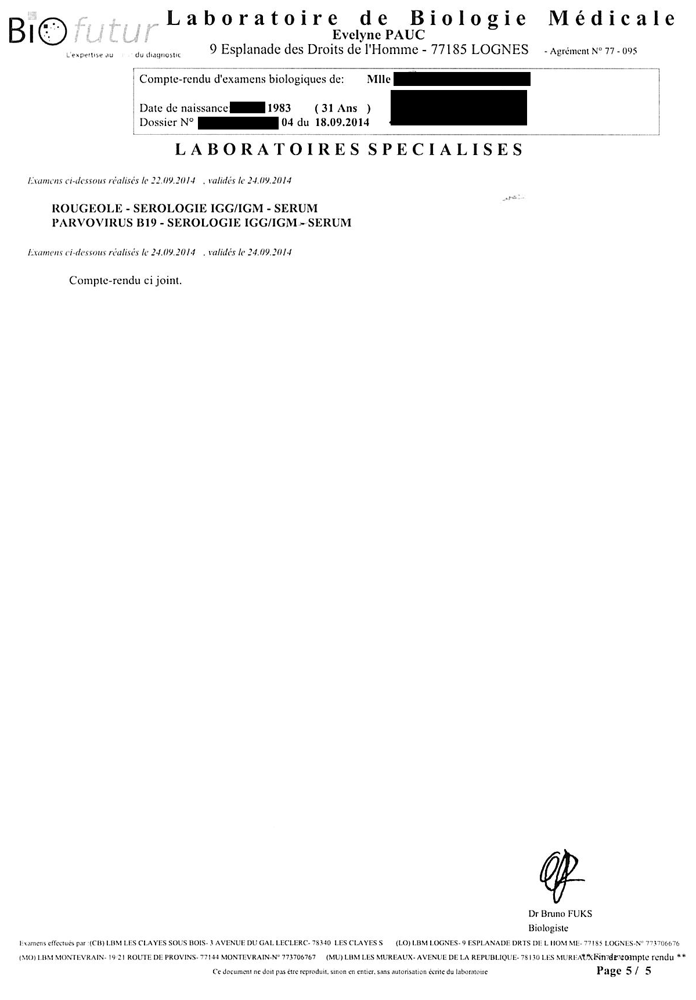 BiOfutur
Laboratoire de Biologie Médicale
Evelyne PAUC
L'expertise au du diagnostic
9 Esplanade des Droits de l'Homme - 77185 LOGNES - Agrément N° 77 - 095
Compte-rendu d'examens biologiques de: Mlle
Date de naissance 1983 ( 31 Ans )
Dossier N° 04 du 18.09.2014
LABORATOIRES SPECIALISES
Examens ci-dessous réalisés le 22.09.2014 , validés le 24.09.2014
ROUGEOLE - SEROLOGIE IGG/IGM - SERUM
PARVOVIRUS B19 - SEROLOGIE IGG/IGM - SERUM
Examens ci-dessous réalisés le 24.09.2014 , validés le 24.09.2014
Compte-rendu ci joint.
Dr Bruno FUKS
Biologiste
Examens effectués par :(CB) LBM LES CLAYES SOUS BOIS- 3 AVENUE DU GAL LECLERC- 78340 LES CLAYES S (LO) LBM LOGNES- 9 ESPLANADE DRTS DE L HOM ME- 77185 LOGNES-N° 773706676
(MO) LBM MONTEVRAIN- 19 21 ROUTE DE PROVINS- 77144 MONTEVRAIN-N° 773706767 (MU) LBM LES MUREAUX- AVENUE DE LA REPUBLIQUE- 78130 LES MUREAUX ** Fin de compte rendu **
Ce document ne doit pas être reproduit, sinon en entier, sans autorisation écrite du laboratoire
Page 5 / 5